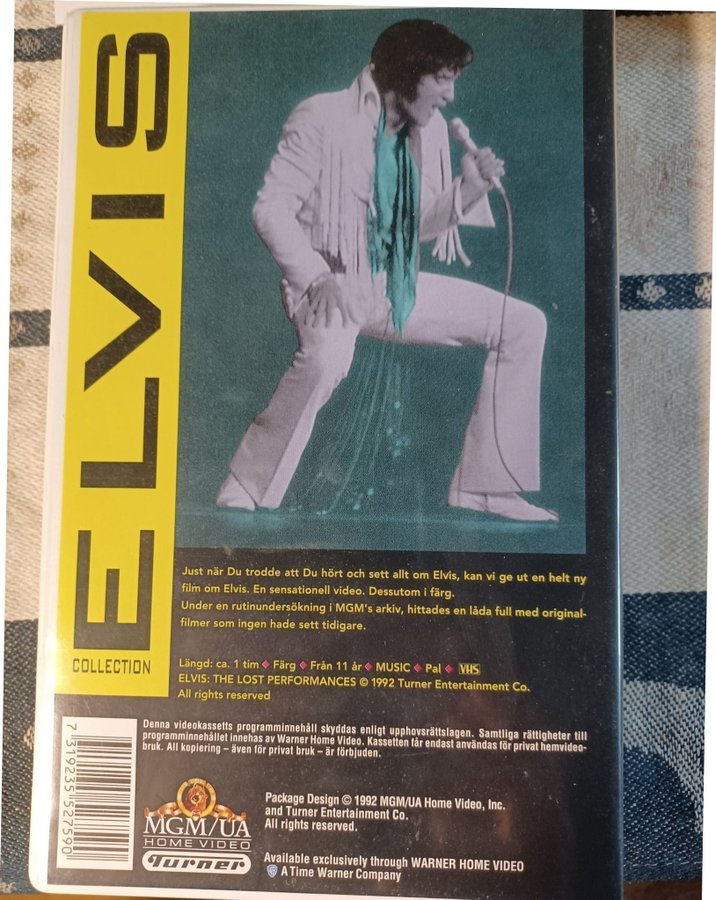 ELVIS
COLLECTION
Just när Du trodde att Du hört och sett allt om Elvis, kan vi ge ut en helt ny
film om Elvis. En sensationell video. Dessutom i färg.
Under en rutinundersökning i MGM's arkiv, hittades en låda full med original-
filmer som ingen hade sett tidigare.
Längd: ca. 1 tim ◆ Färg ◆ Från 11 år ◆ MUSIC ◆ Pal ◆ VHS
ELVIS: THE LOST PERFORMANCES © 1992 Turner Entertainment Co.
All rights reserved
Denna videokassetts programinnehåll skyddas enligt upphovsrättslagen. Samtliga rättigheter till
programinnehållet innehas av Warner Home Video. Kassetten får endast användas för privat hemvideo-
bruk. All kopiering – även för privat bruk – är förbjuden.
7 319235 527590
MGM/UA
HOME VIDEO
Turner
Package Design © 1992 MGM/UA Home Video, Inc.
and Turner Entertainment Co.
All rights reserved.
Available exclusively through WARNER HOME VIDEO
A Time Warner Company